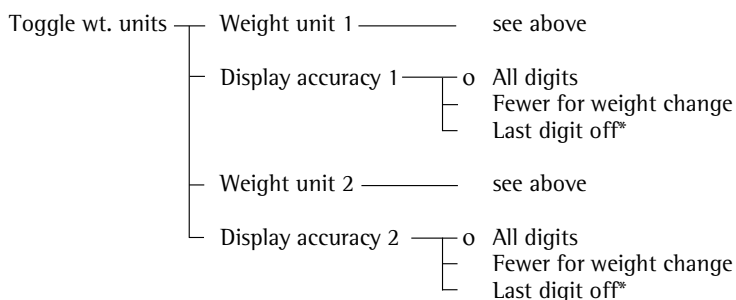 Toggle wt. units Weight unit 1 see above
Display accuracy 1 o All digits
Fewer for weight change
Last digit off*
Weight unit 2 see above
Display accuracy 2 o All digits
Fewer for weight change
Last digit off*